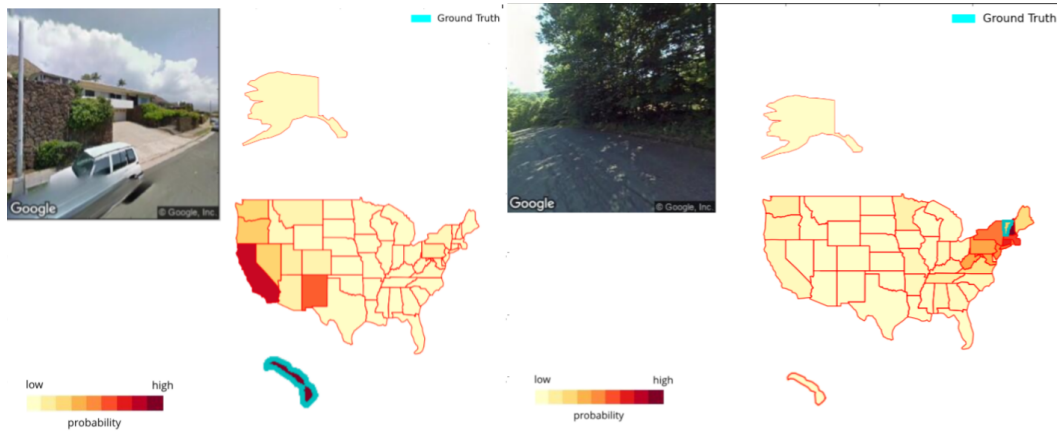 Ground Truth
Google
© Google, Inc.
low
high
probability
Ground Truth
Google
© Google, Inc.
low
high
probability